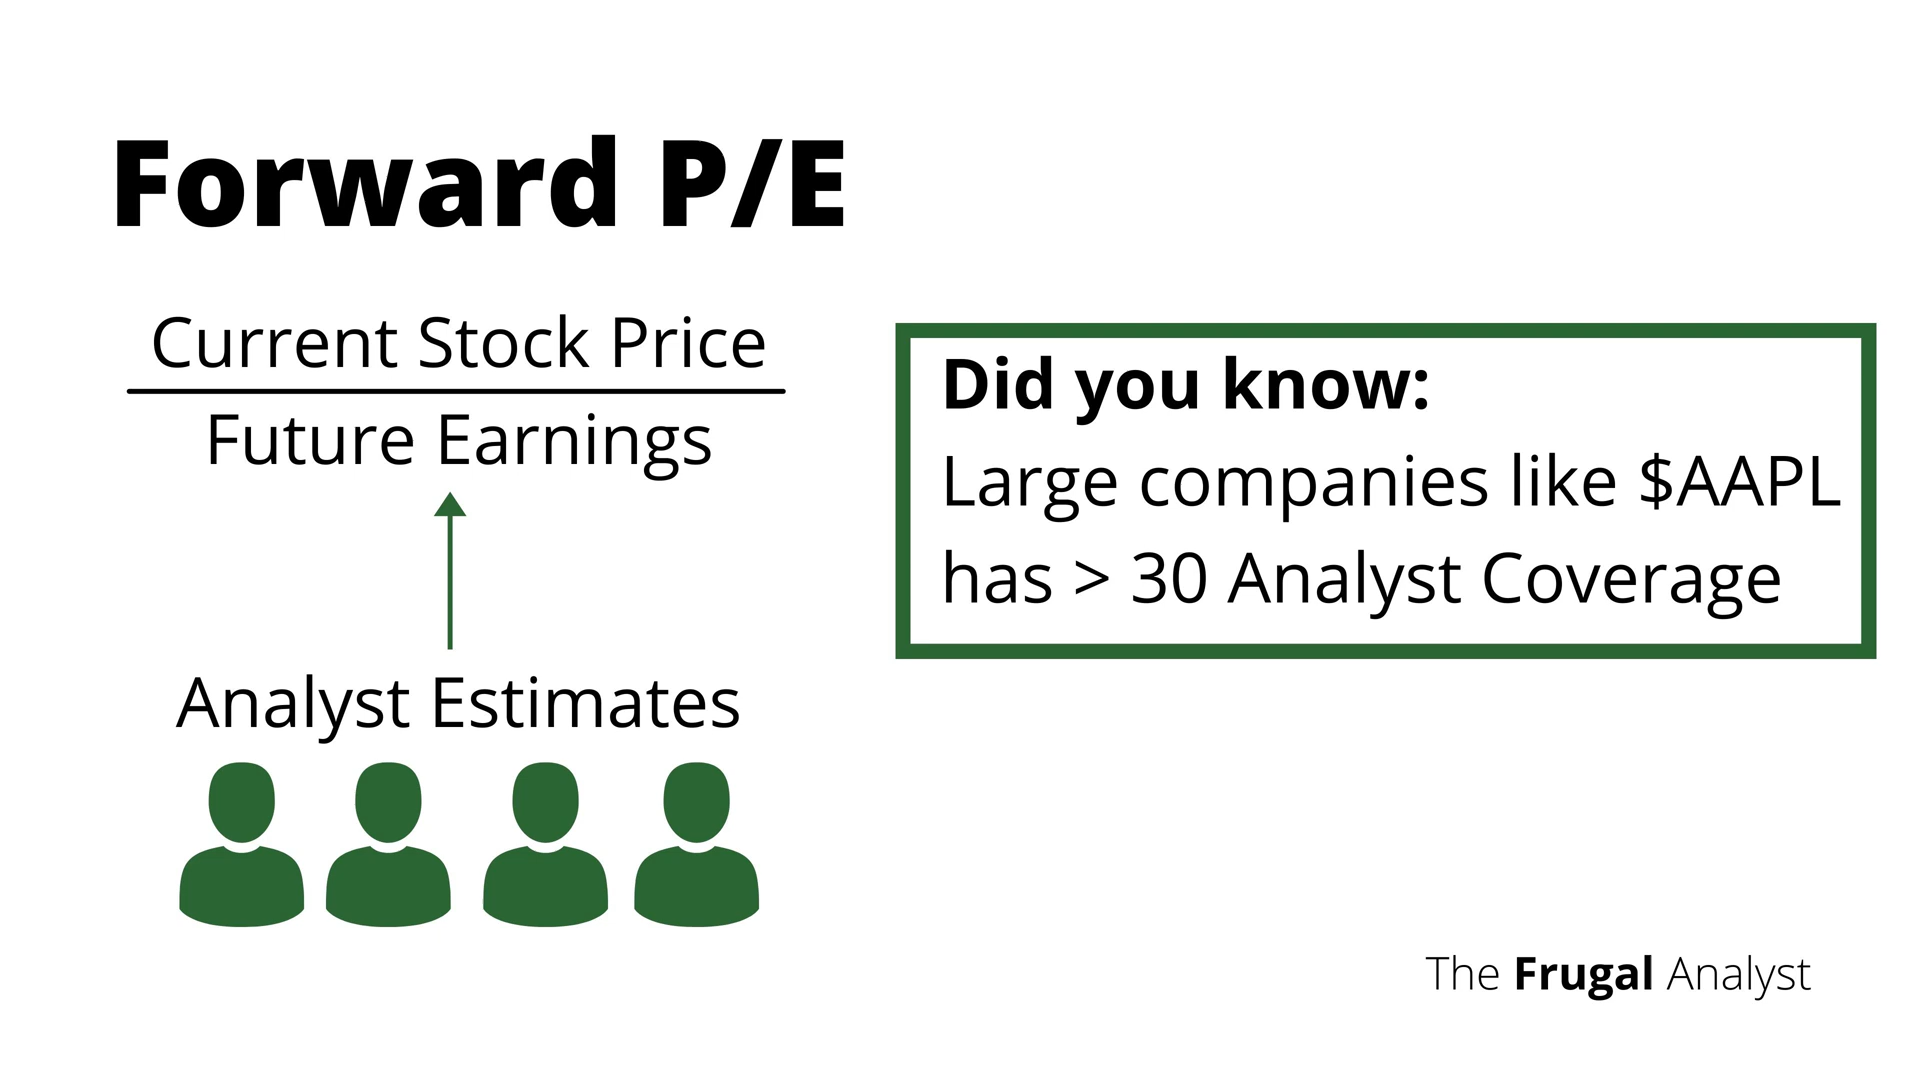 Forward P/E
Current Stock Price
Future Earnings
Analyst Estimates
Did you know:
Large companies like $AAPL
has > 30 Analyst Coverage
The Frugal Analyst